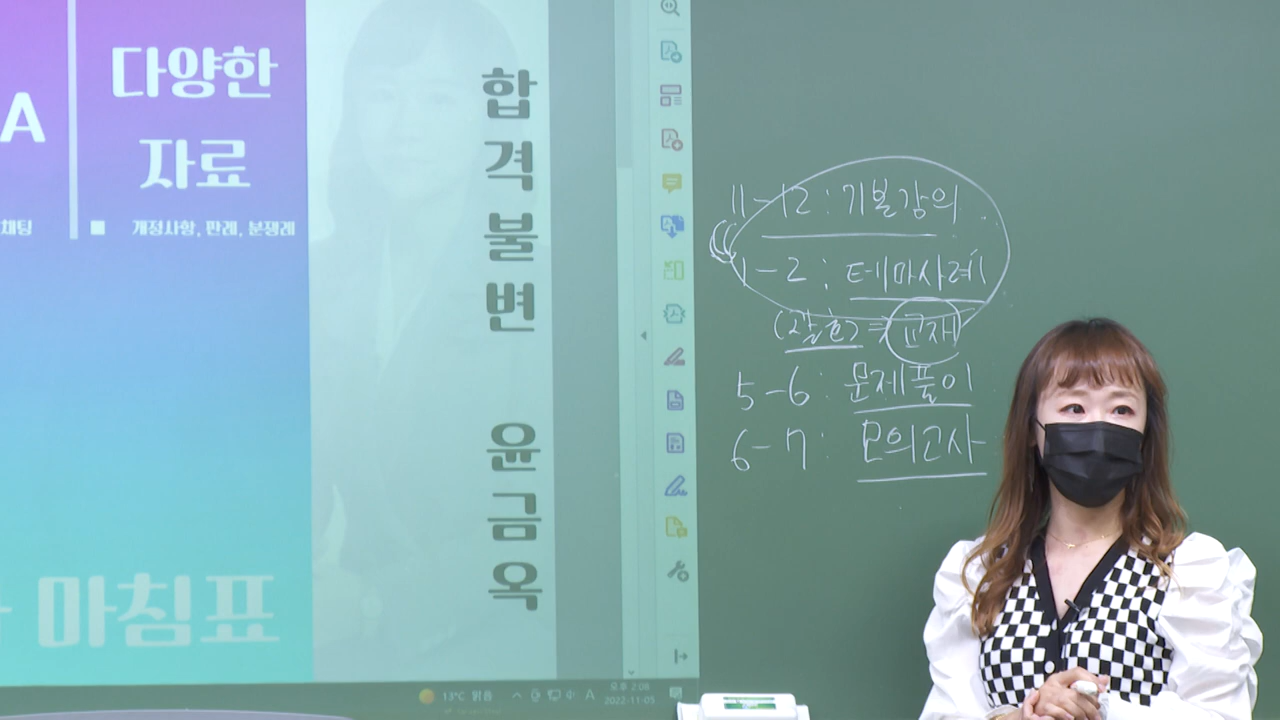 A
다양한
자료
채팅
개정사항, 판례, 분쟁례
마침표
합격불변 윤금옥
11-12 : 기본강의
1-2 : 테마사례
교재
5-6 : 문제풀이
6-7 : 모의고사
13°C 맑음
A
오후 2:08
2022-11-05